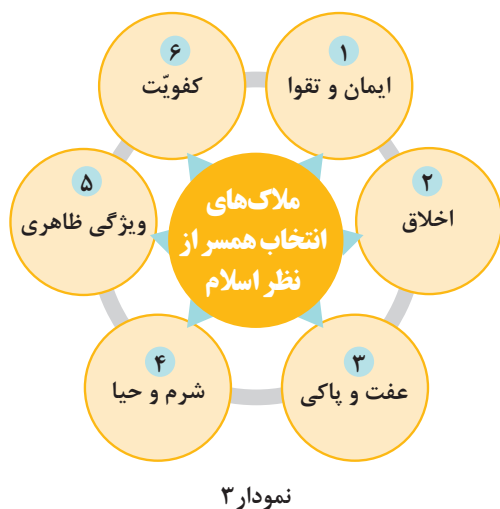 ملاک‌های
انتخاب همسر از
نظر اسلام
۱
ایمان و تقوا
۲
اخلاق
۳
عفت و پاکی
۴
شرم و حیا
۵
ویژگی ظاهری
۶
کفویّت
نمودار ۳